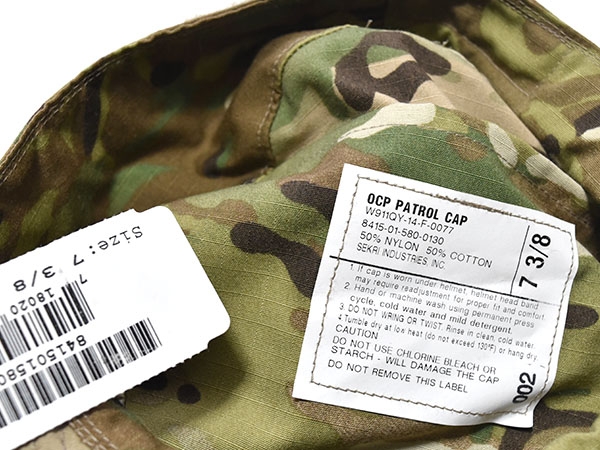 OCP PATROL CAP
W911QY-14-F-0077
8415-01-580-0130
50% NYLON 50% COTTON
SEKRI INDUSTRIES, INC.
7 3/8
1. If cap is worn under helmet, helmet head band
may require readjustment for proper fit and comfort.
2. Hand or machine wash using permanent press
cycle, cold water and mild detergent.
3. DO NOT WRING OR TWIST. Rinse in clean, cold water.
4. Tumble dry at low heat (do not exceed 130°F) or hang dry
CAUTION
DO NOT USE CHLORINE BLEACH OR
STARCH - WILL DAMAGE THE CAP
DO NOT REMOVE THIS LABEL
002
Size:7 3/8
7
18020
841501580